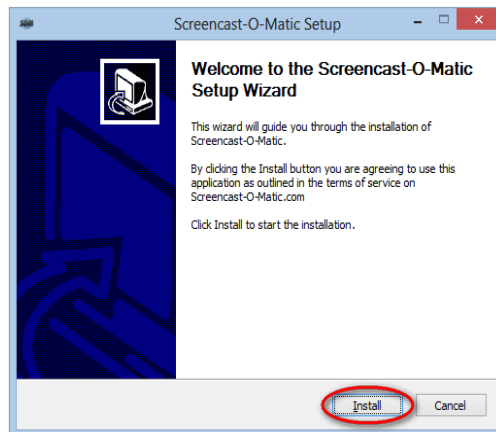 Screencast-O-Matic Setup
Welcome to the Screencast-O-Matic
Setup Wizard
This wizard will guide you through the installation of
Screencast-O-Matic.
By clicking the Install button you are agreeing to use this
application as outlined in the terms of service on
Screencast-O-Matic.com
Click Install to start the installation.
Install
Cancel